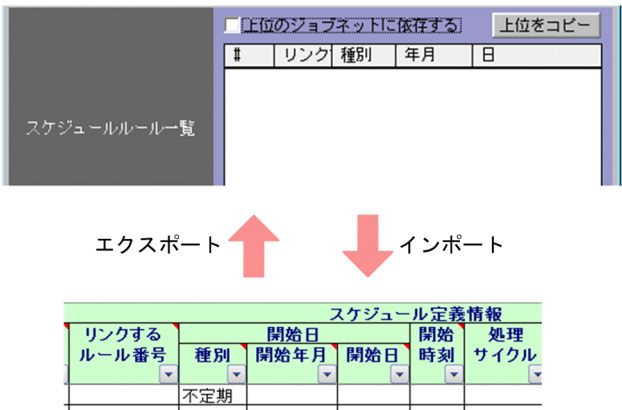 上位のジョブネットに依存する 上位をコピー
# リンク 種別 年月 日
スケジュールルール一覧
エクスポート インポート
スケジュール定義情報
リンクする 開始日 開始 処理
ルール番号 種別 開始年月 開始日 時刻 サイクル
不定期